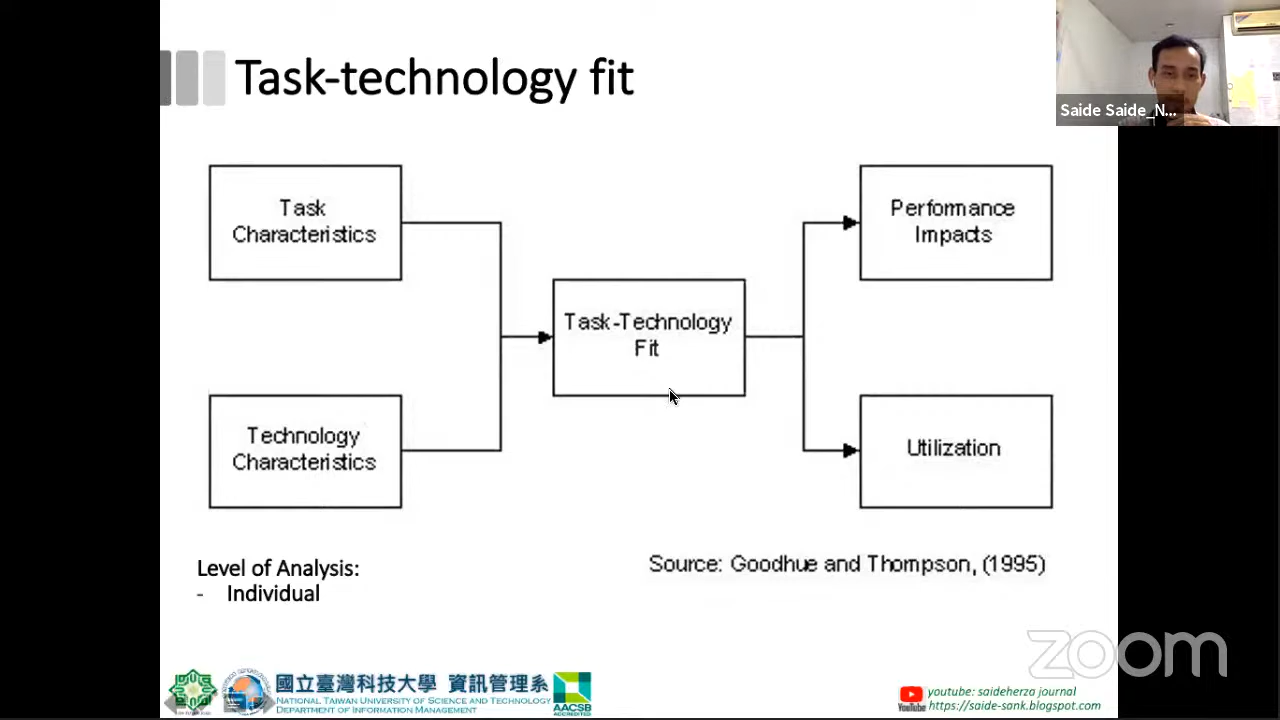 Task-technology fit
Saide Saide_N...
Task
Characteristics
Performance
Impacts
Task-Technology
Fit
Technology
Characteristics
Utilization
Source: Goodhue and Thompson, (1995)
Level of Analysis:
- Individual
zoom
國立臺灣科技大學 資訊管理系
NATIONAL TAIWAN UNIVERSITY OF SCIENCE AND TECHNOLOGY
DEPARTMENT OF INFORMATION MANAGEMENT
AACSB
ACCREDITED
YouTube
youtube: saideherza journal
https://saide-sank.blogspot.com